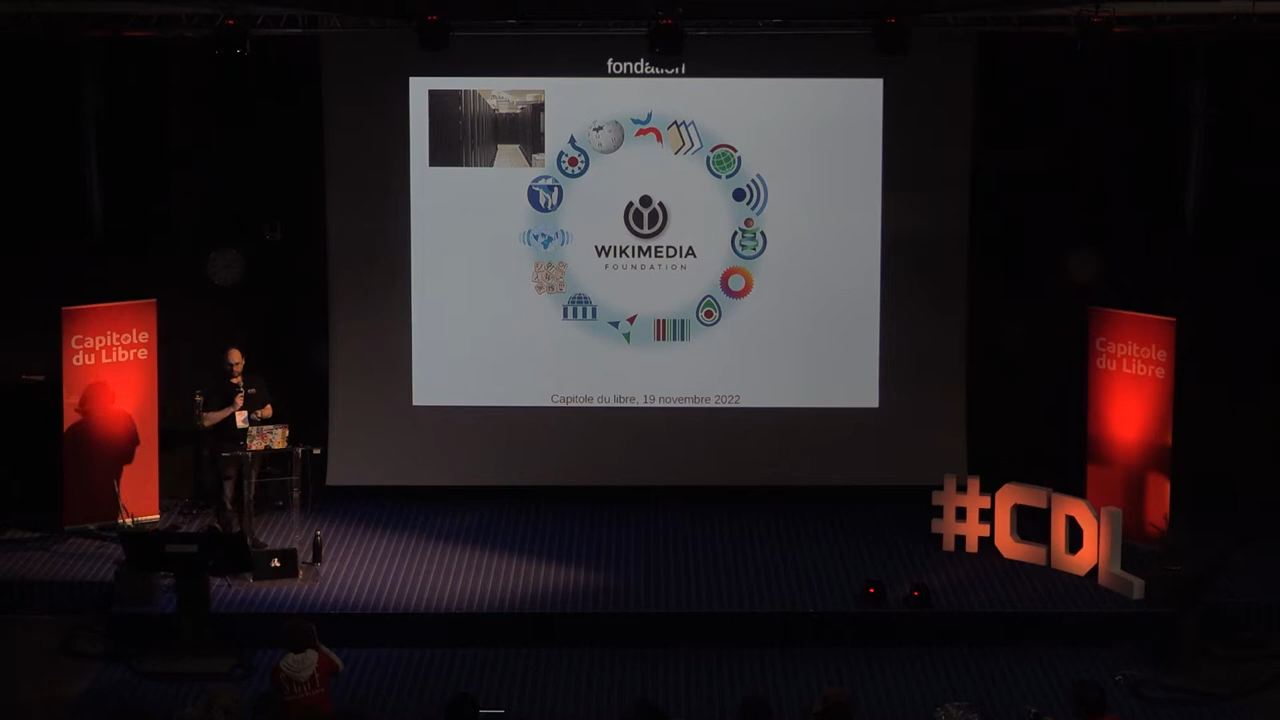 fondation
WIKIMEDIA
FOUNDATION
Capitole du libre, 19 novembre 2022
Capitole
du Libre
Capitole
du Libre
#CDL